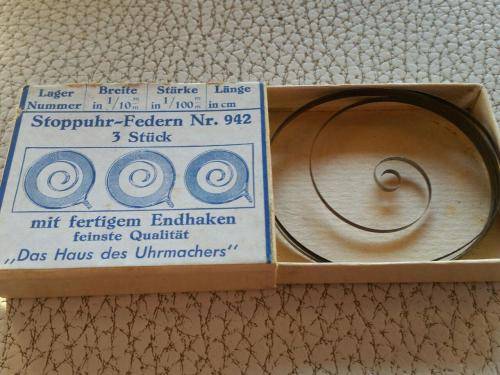 Lager Nummer
Breite in 1/10 m/m
Stärke in 1/100 m/m
Länge in cm
Stoppuhr-Federn Nr. 942
3 Stück
mit fertigem Endhaken
feinste Qualität
„Das Haus des Uhrmachers"